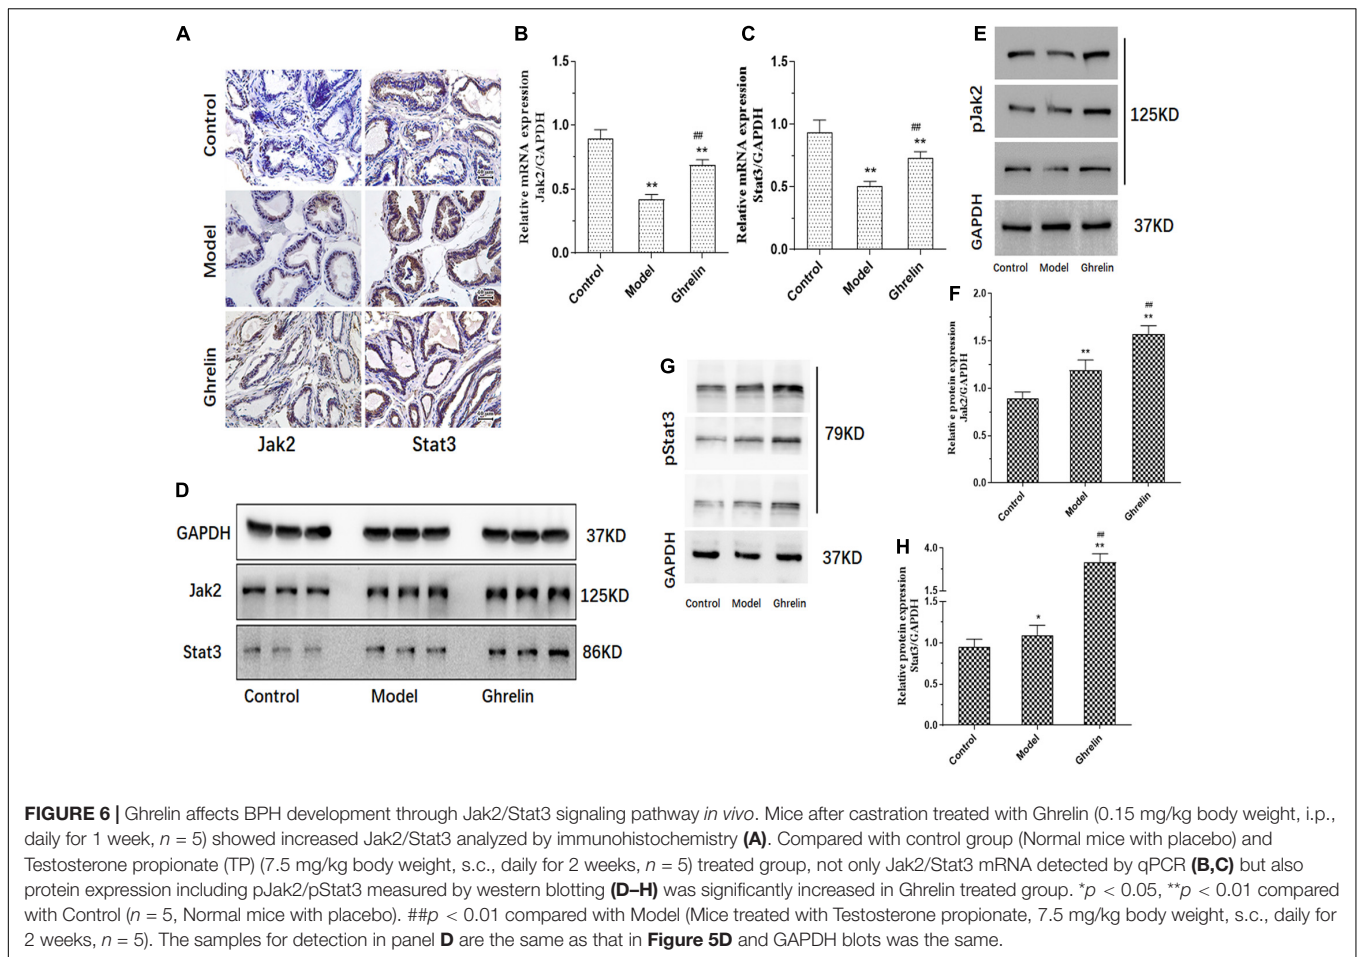 A
Control
Model
Ghrelin
Jak2
Stat3
B
Relative mRNA expression
Jak2/GAPDH
1.5
1.0
0.5
0.0
**
##
**
Control
Model
Ghrelin
C
Relative mRNA expression
Stat3/GAPDH
1.5
1.0
0.5
0.0
**
##
**
Control
Model
Ghrelin
E
pJak2
125KD
GAPDH
37KD
Control Model Ghrelin
F
Relative protein expression
Jak2/GAPDH
2.0
1.5
1.0
0.5
0.0
**
##
**
Control
Model
Ghrelin
G
pStat3
79KD
GAPDH
37KD
Control Model Ghrelin
D
GAPDH 37KD
Jak2 125KD
Stat3 86KD
Control Model Ghrelin
H
Relative protein expression
Stat3/GAPDH
4.0
1.5
1.5
1.0
0.5
0.0
*
##
**
Control
Model
Ghrelin
FIGURE 6 | Ghrelin affects BPH development through Jak2/Stat3 signaling pathway in vivo. Mice after castration treated with Ghrelin (0.15 mg/kg body weight, i.p.,
daily for 1 week, n = 5) showed increased Jak2/Stat3 analyzed by immunohistochemistry (A). Compared with control group (Normal mice with placebo) and
Testosterone propionate (TP) (7.5 mg/kg body weight, s.c., daily for 2 weeks, n = 5) treated group, not only Jak2/Stat3 mRNA detected by qPCR (B,C) but also
protein expression including pJak2/pStat3 measured by western blotting (D–H) was significantly increased in Ghrelin treated group. *p < 0.05, **p < 0.01 compared
with Control (n = 5, Normal mice with placebo). ##p < 0.01 compared with Model (Mice treated with Testosterone propionate, 7.5 mg/kg body weight, s.c., daily for
2 weeks, n = 5). The samples for detection in panel D are the same as that in Figure 5D and GAPDH blots was the same.